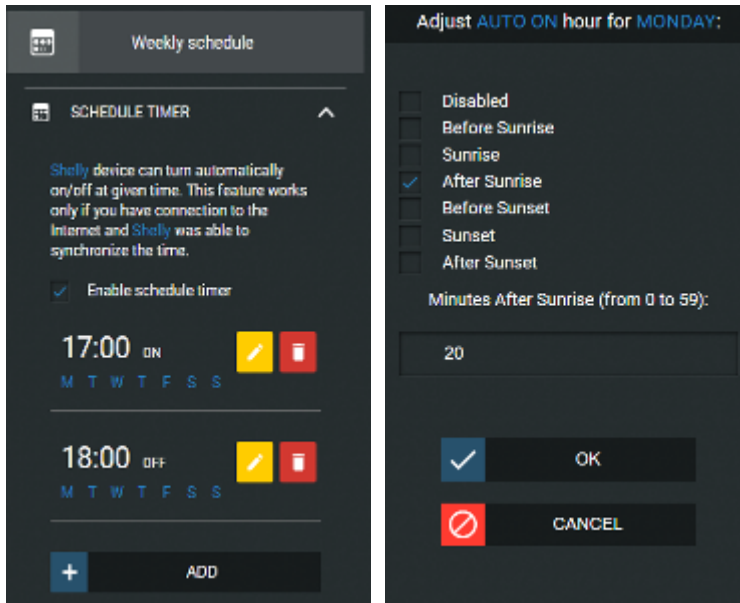 Weekly schedule
SCHEDULE TIMER
Shelly device can turn automatically
on/off at given time. This feature works
only if you have connection to the
Internet and Shelly was able to
synchronize the time.
Enable schedule timer
17:00 ON
M T W T F S S
18:00 OFF
M T W T F S S
+ ADD
Adjust AUTO ON hour for MONDAY:
Disabled
Before Sunrise
Sunrise
After Sunrise
Before Sunset
Sunset
After Sunset
Minutes After Sunrise (from 0 to 59):
20
OK
CANCEL